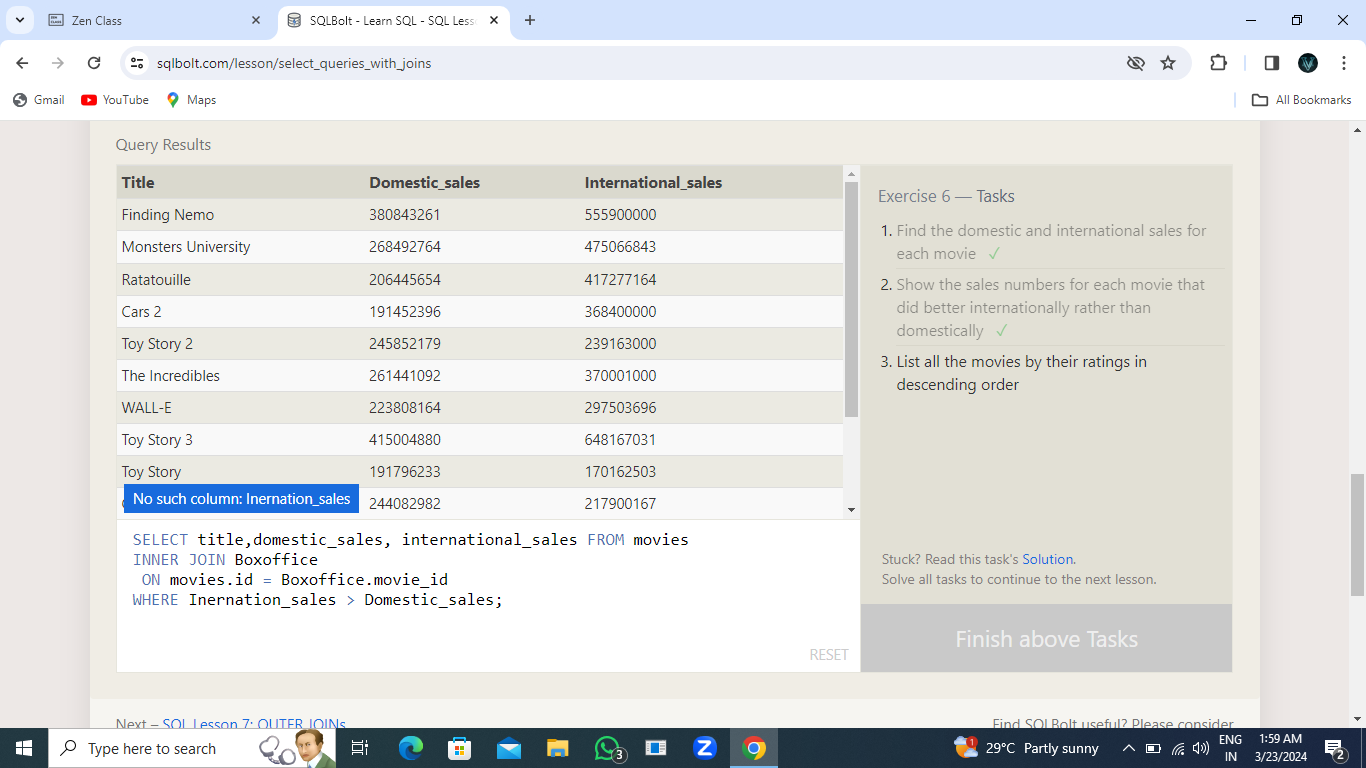 Zen Class
SQLBolt - Learn SQL - SQL Less
sqlbolt.com/lesson/select_queries_with_joins
Gmail
YouTube
Maps
All Bookmarks
Query Results
Title Domestic_sales International_sales
Finding Nemo 380843261 555900000
Monsters University 268492764 475066843
Ratatouille 206445654 417277164
Cars 2 191452396 368400000
Toy Story 2 245852179 239163000
The Incredibles 261441092 370001000
WALL-E 223808164 297503696
Toy Story 3 415004880 648167031
Toy Story 191796233 170162503
No such column: Inernation_sales
244082982 217900167
SELECT title,domestic_sales, international_sales FROM movies
INNER JOIN Boxoffice
ON movies.id = Boxoffice.movie_id
WHERE Inernation_sales > Domestic_sales;
RESET
Exercise 6 — Tasks
1. Find the domestic and international sales for
each movie ✓
2. Show the sales numbers for each movie that
did better internationally rather than
domestically ✓
3. List all the movies by their ratings in
descending order
Stuck? Read this task's Solution.
Solve all tasks to continue to the next lesson.
Finish above Tasks
Next – SQL Lesson 7: OUTER JOINs
Find SQLBolt useful? Please consider
Type here to search
3
Z
1
29°C Partly sunny
ENG
IN
1:59 AM
3/23/2024
2